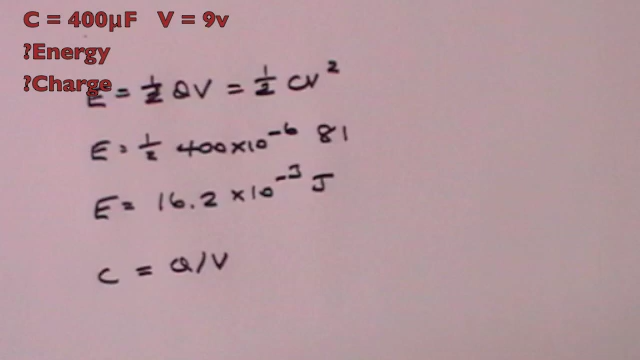 C = 400µF V = 9v
?Energy
?Charge
E = ½ QV = ½ CV²
E = ½ 400×10⁻⁶ 81
E = 16.2 ×10⁻³ J
C = Q/V